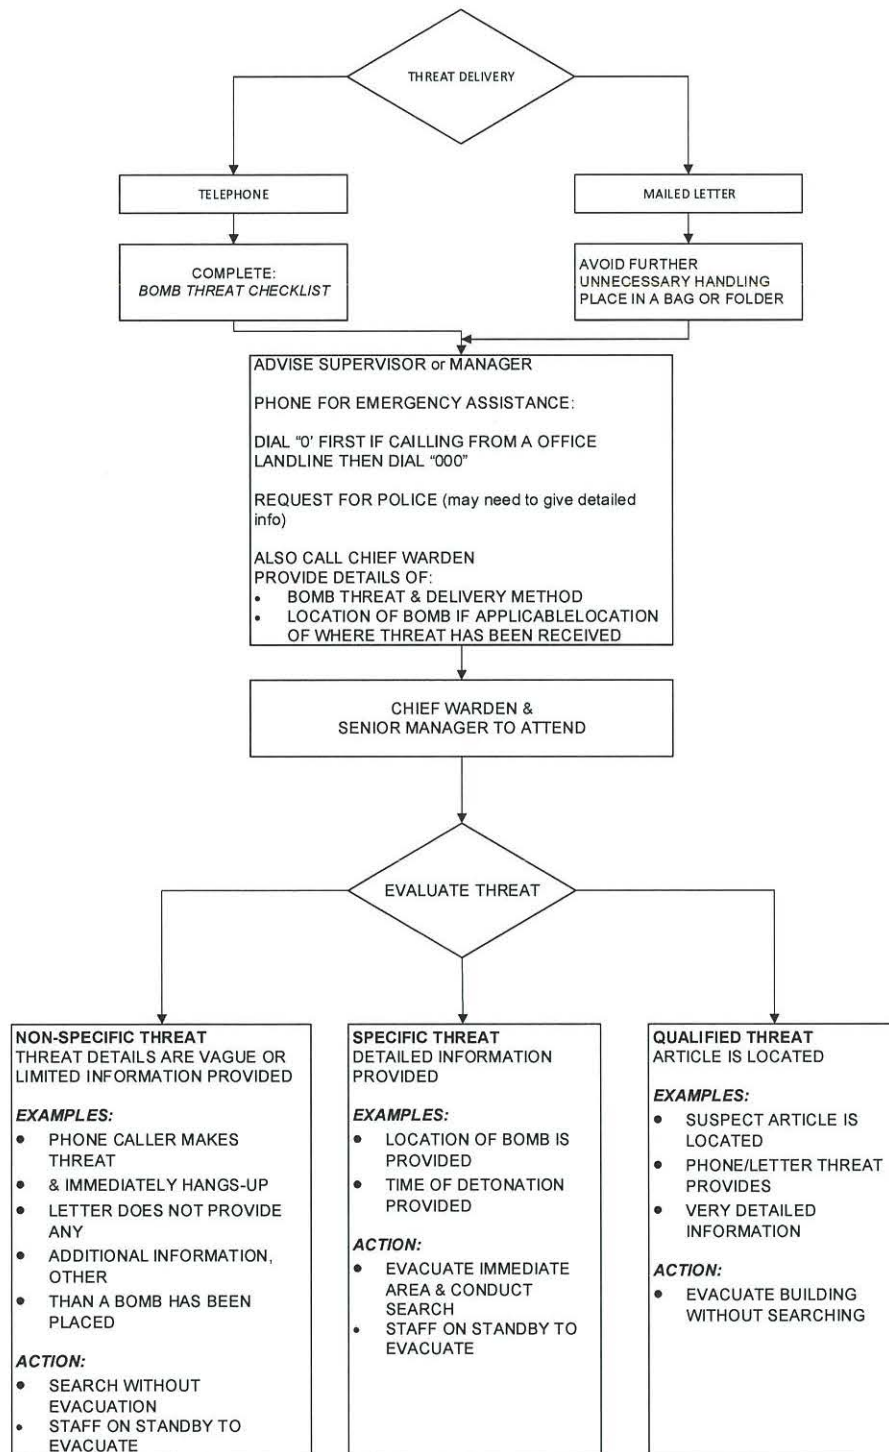 THREAT DELIVERY
TELEPHONE
MAILED LETTER
COMPLETE:
BOMB THREAT CHECKLIST
AVOID FURTHER
UNNECESSARY HANDLING
PLACE IN A BAG OR FOLDER
ADVISE SUPERVISOR or MANAGER
PHONE FOR EMERGENCY ASSISTANCE:
DIAL "0' FIRST IF CAILLING FROM A OFFICE
LANDLINE THEN DIAL "000"
REQUEST FOR POLICE (may need to give detailed
info)
ALSO CALL CHIEF WARDEN
PROVIDE DETAILS OF:
• BOMB THREAT & DELIVERY METHOD
• LOCATION OF BOMB IF APPLICABLELOCATION
OF WHERE THREAT HAS BEEN RECEIVED
CHIEF WARDEN &
SENIOR MANAGER TO ATTEND
EVALUATE THREAT
NON-SPECIFIC THREAT
THREAT DETAILS ARE VAGUE OR
LIMITED INFORMATION PROVIDED
EXAMPLES:
• PHONE CALLER MAKES
THREAT
• & IMMEDIATELY HANGS-UP
• LETTER DOES NOT PROVIDE
ANY
• ADDITIONAL INFORMATION,
OTHER
• THAN A BOMB HAS BEEN
PLACED
ACTION:
• SEARCH WITHOUT
EVACUATION
• STAFF ON STANDBY TO
EVACUATE
SPECIFIC THREAT
DETAILED INFORMATION
PROVIDED
EXAMPLES:
• LOCATION OF BOMB IS
PROVIDED
• TIME OF DETONATION
PROVIDED
ACTION:
• EVACUATE IMMEDIATE
AREA & CONDUCT
SEARCH
• STAFF ON STANDBY TO
EVACUATE
QUALIFIED THREAT
ARTICLE IS LOCATED
EXAMPLES:
• SUSPECT ARTICLE IS
LOCATED
• PHONE/LETTER THREAT
PROVIDES
• VERY DETAILED
INFORMATION
ACTION:
• EVACUATE BUILDING
WITHOUT SEARCHING